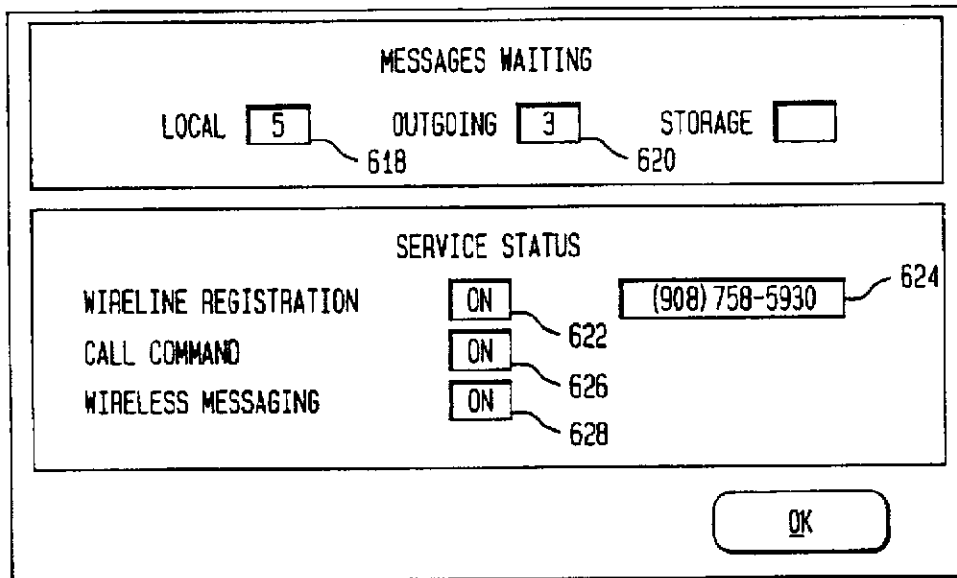 MESSAGES WAITING
LOCAL 5 OUTGOING 3 STORAGE
618 620
SERVICE STATUS
624
WIRELINE REGISTRATION ON (908) 758-5930
622
CALL COMMAND ON
626
WIRELESS MESSAGING ON
628
OK